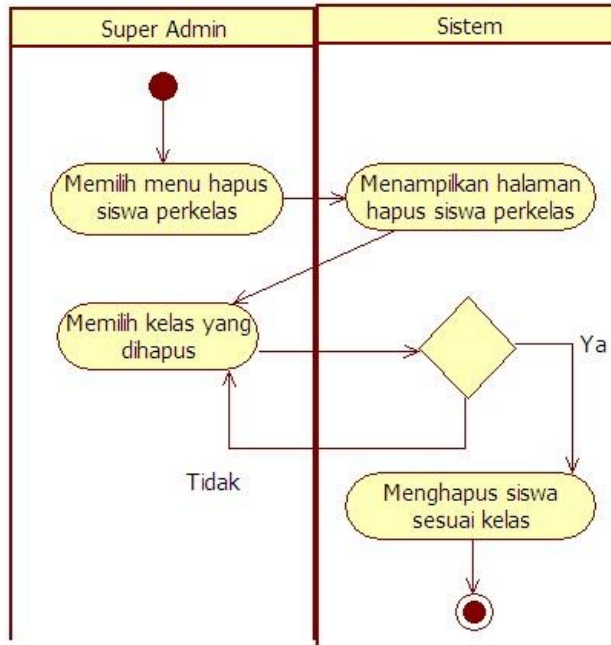 Super Admin
Sistem
Memilih menu hapus
siswa perkelas
Menampilkan halaman
hapus siswa perkelas
Memilih kelas yang
dihapus
Ya
Tidak
Menghapus siswa
sesuai kelas